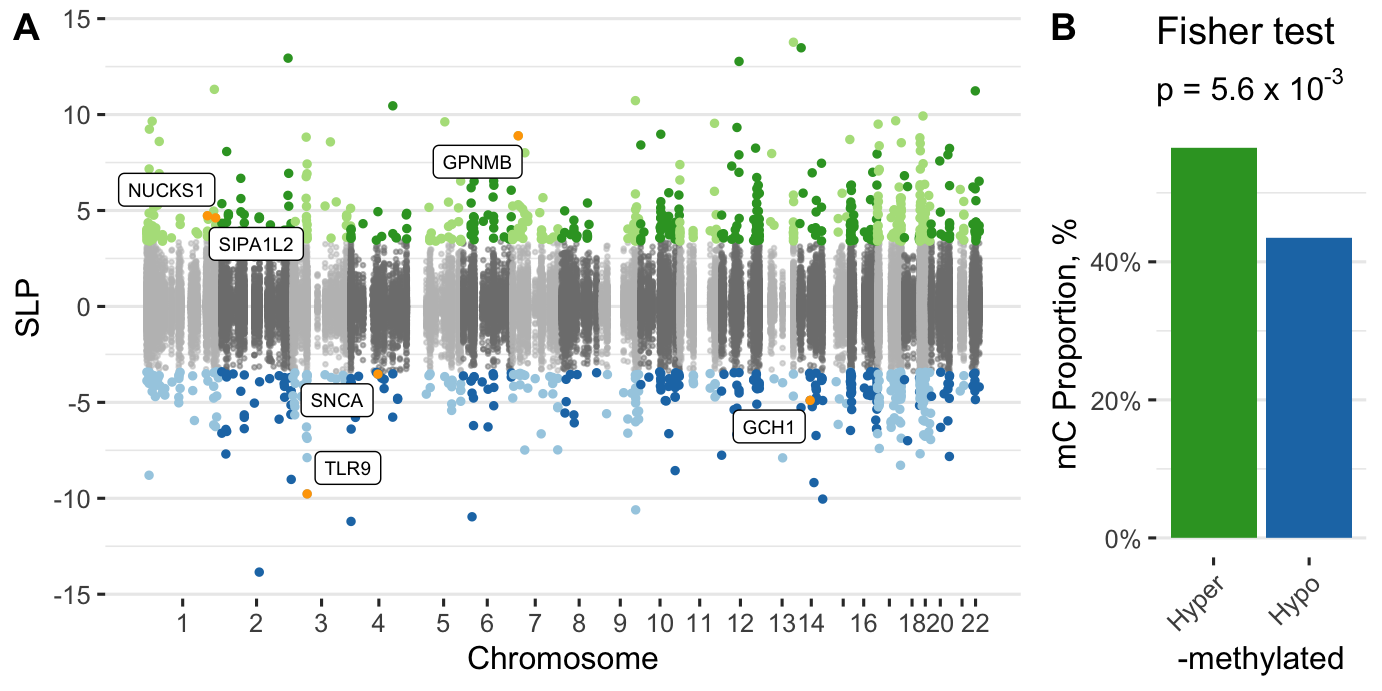 A
15
10
5
0
-5
-10
-15
SLP
NUCKS1
SIPA1L2
GPNMB
SNCA
TLR9
GCH1
1 2 3 4 5 6 7 8 9 10 11 12 13 14 16 18 20 22
Chromosome
B
Fisher test
p = 5.6 x 10-3
mC Proportion, %
40%
20%
0%
Hyper
Hypo
-methylated